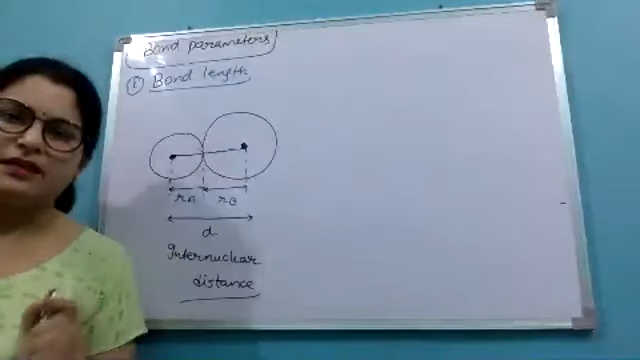 Bond parameters
① Bond length
rA rB
d
Internuclear
distance